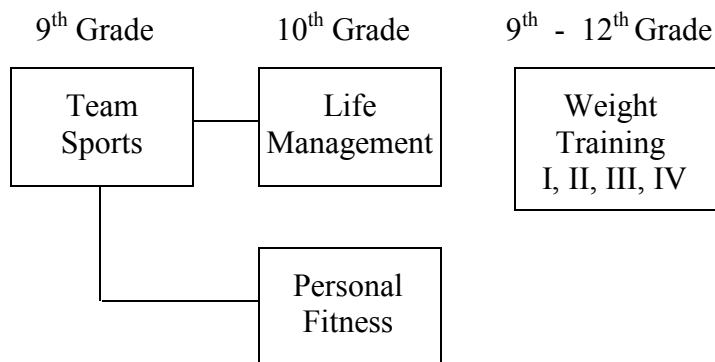 9th Grade
10th Grade
9th - 12th Grade
Team
Sports
Life
Management
Weight
Training
I, II, III, IV
Personal
Fitness